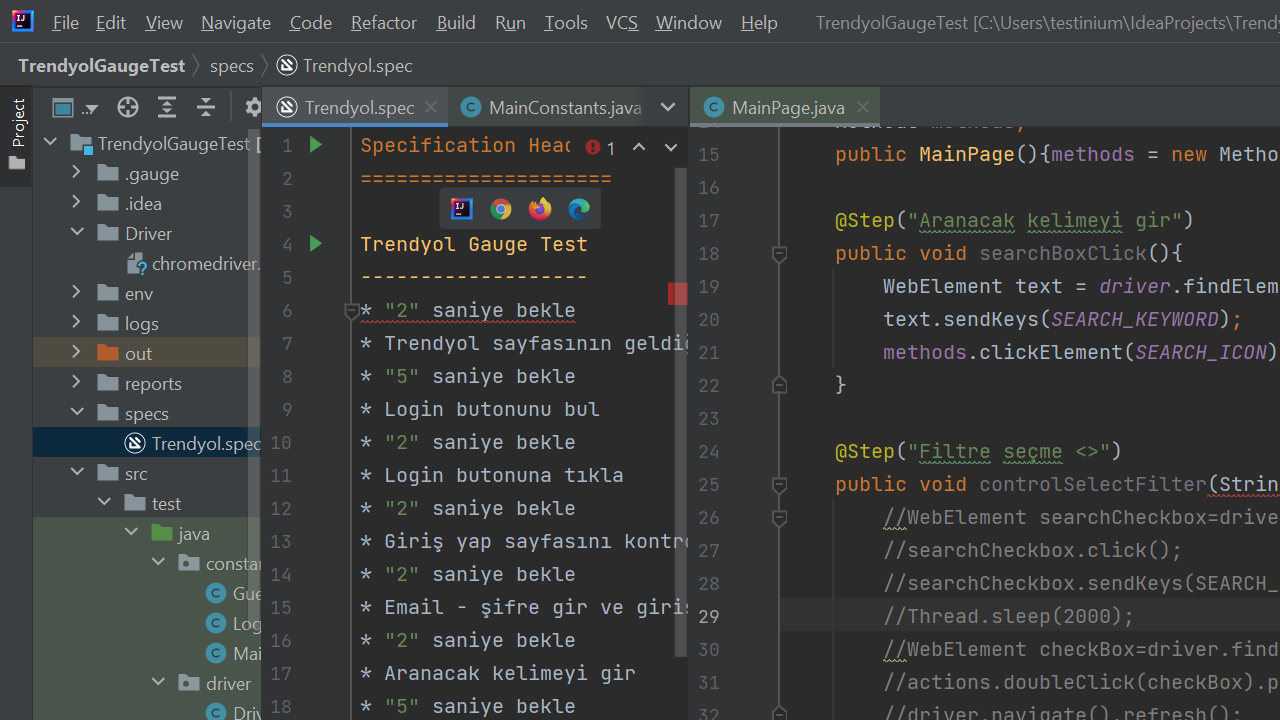 File Edit View Navigate Code Refactor Build Run Tools VCS Window Help TrendyolGaugeTest [C:\Users\testinium\IdeaProjects\Trendy
TrendyolGaugeTest specs Trendyol.spec
Project
TrendyolGaugeTest [
.gauge
.idea
Driver
chromedriver.
env
logs
out
reports
specs
Trendyol.spec
src
test
java
constan
Gue
Log
Mai
driver
Driv
Trendyol.spec MainConstants.java
1 Specification Head 1
2 =====================
3
4 Trendyol Gauge Test
5 -------------------
6 * "2" saniye bekle
7 * Trendyol sayfasının geldiğ
8 * "5" saniye bekle
9 * Login butonunu bul
10 * "2" saniye bekle
11 * Login butonuna tıkla
12 * "2" saniye bekle
13 * Giriş yap sayfasını kontro
14 * "2" saniye bekle
15 * Email - şifre gir ve giriş
16 * "2" saniye bekle
17 * Aranacak kelimeyi gir
18 * "5" saniye bekle
MainPage.java
15 public MainPage(){methods = new Metho
16
17 @Step("Aranacak kelimeyi gir")
18 public void searchBoxClick(){
19 WebElement text = driver.findElem
20 text.sendKeys(SEARCH_KEYWORD);
21 methods.clickElement(SEARCH_ICON)
22 }
23
24 @Step("Filtre seçme <>")
25 public void controlSelectFilter(Strin
26 //WebElement searchCheckbox=drive
27 //searchCheckbox.click();
28 //searchCheckbox.sendKeys(SEARCH_
29 //Thread.sleep(2000);
30 //WebElement checkBox=driver.find
31 //actions.doubleClick(checkBox).p
32 //driver.navigate().refresh();